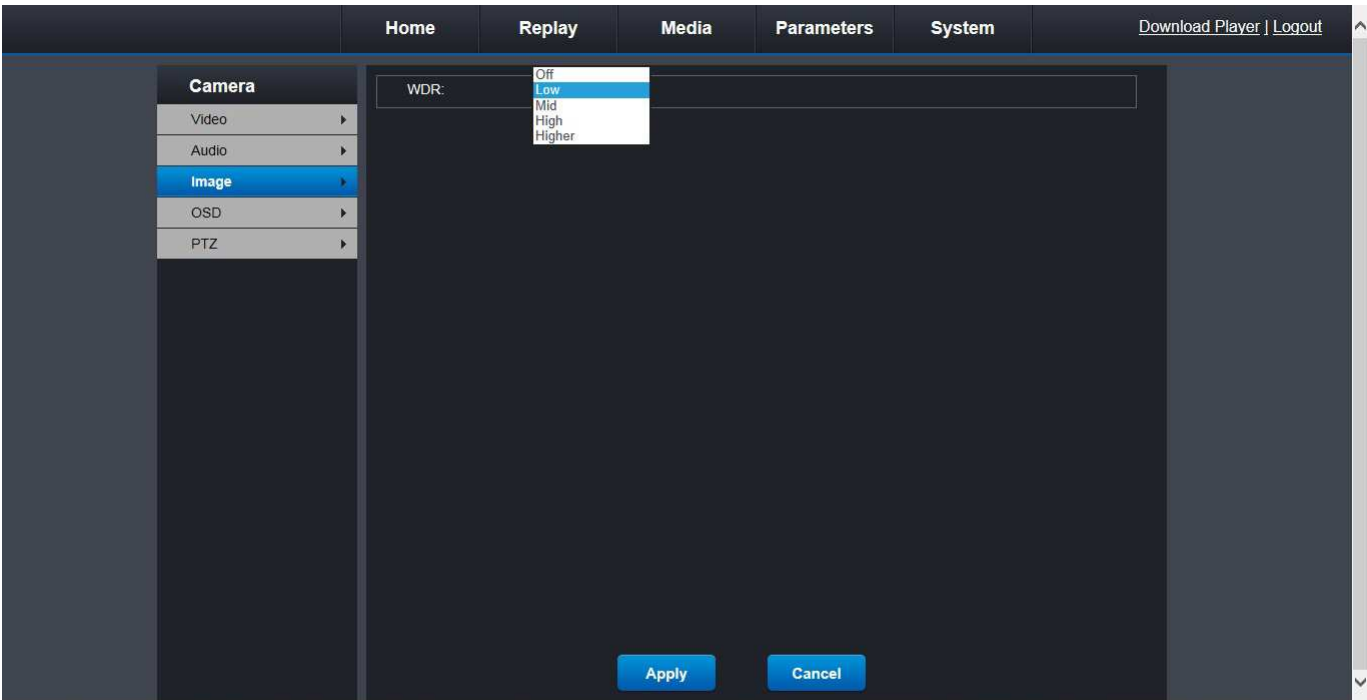 Home Replay Media Parameters System Download Player | Logout
Camera
Video
Audio
Image
OSD
PTZ
WDR:
Off
Low
Mid
High
Higher
Apply Cancel